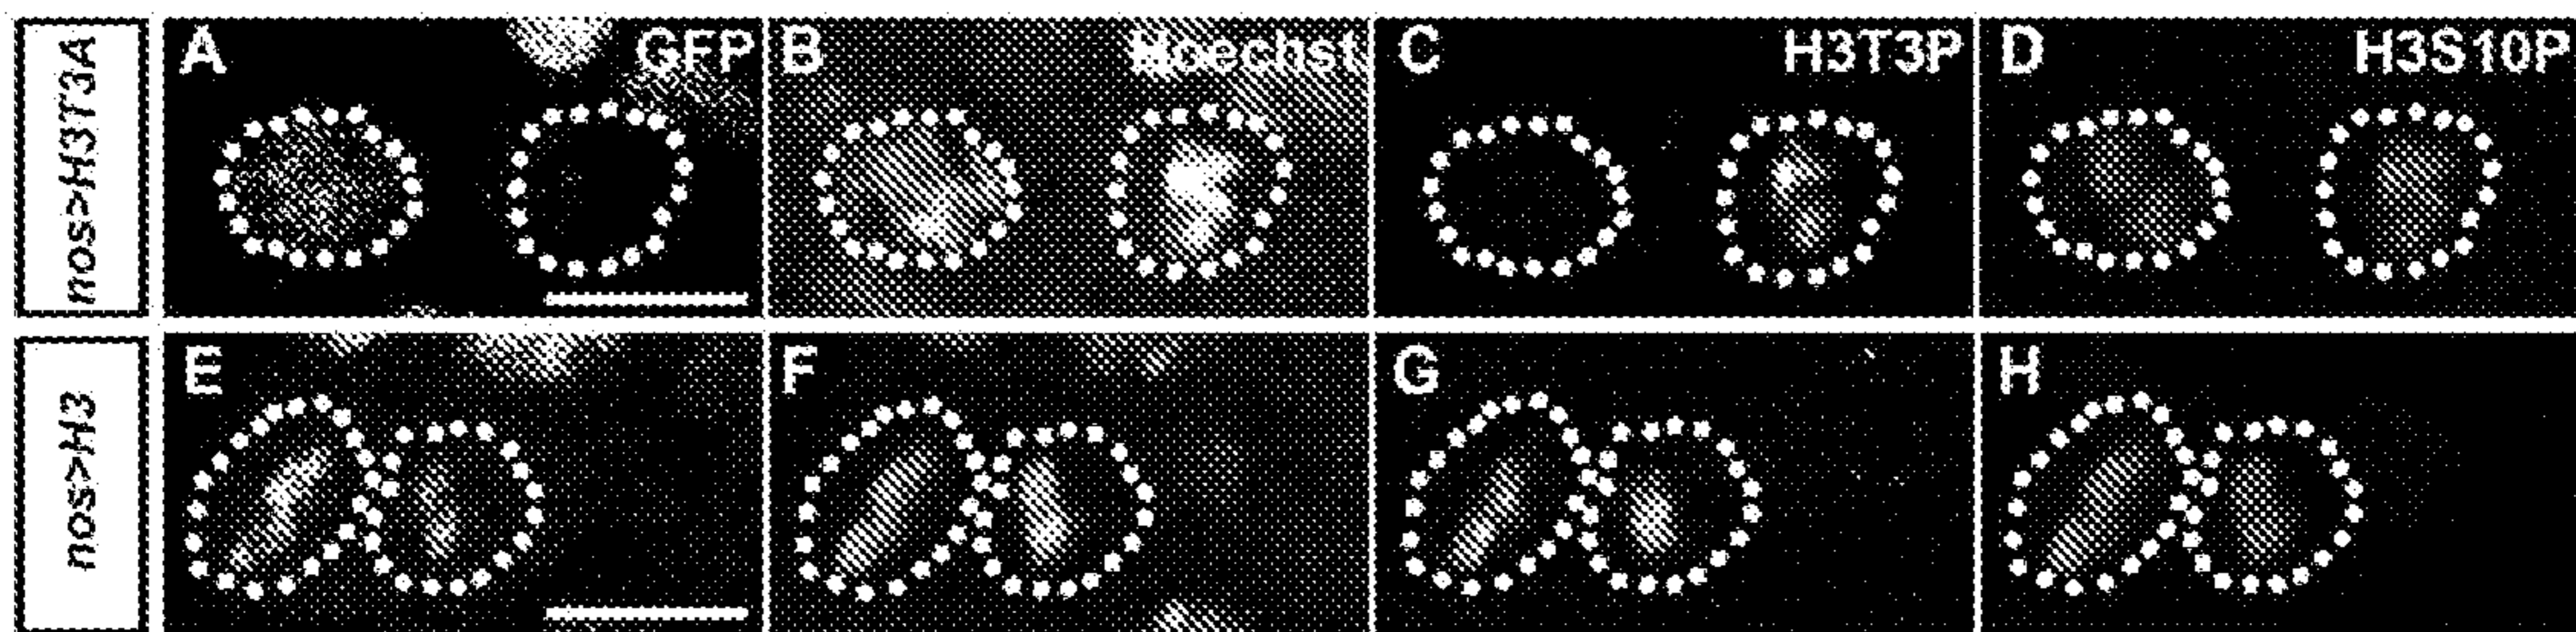 nos>H3T3A
A GFP
B Hoechst
C H3T3P
D H3S10P
nos>H3
E
F
G
H